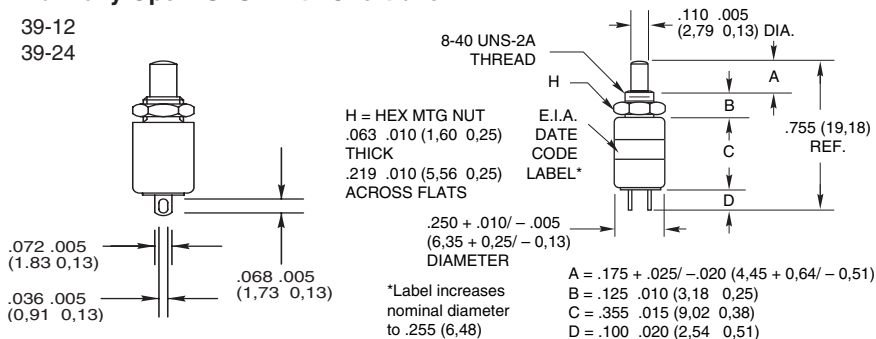 39-12
39-24
.110 .005
(2,79 0,13) DIA.
8-40 UNS-2A
THREAD
A
H
B
H = HEX MTG NUT
.063 .010 (1,60 0,25)
THICK
.219 .010 (5,56 0,25)
ACROSS FLATS
E.I.A.
DATE
CODE
LABEL*
.755 (19,18)
REF.
C
D
.250 + .010/ – .005
(6,35 + 0,25/ – 0,13)
DIAMETER
.072 .005
(1.83 0,13)
.068 .005
(1,73 0,13)
.036 .005
(0,91 0,13)
*Label increases
nominal diameter
to .255 (6,48)
A = .175 + .025/ –.020 (4,45 + 0,64/ – 0,51)
B = .125 .010 (3,18 0,25)
C = .355 .015 (9,02 0,38)
D = .100 .020 (2,54 0,51)